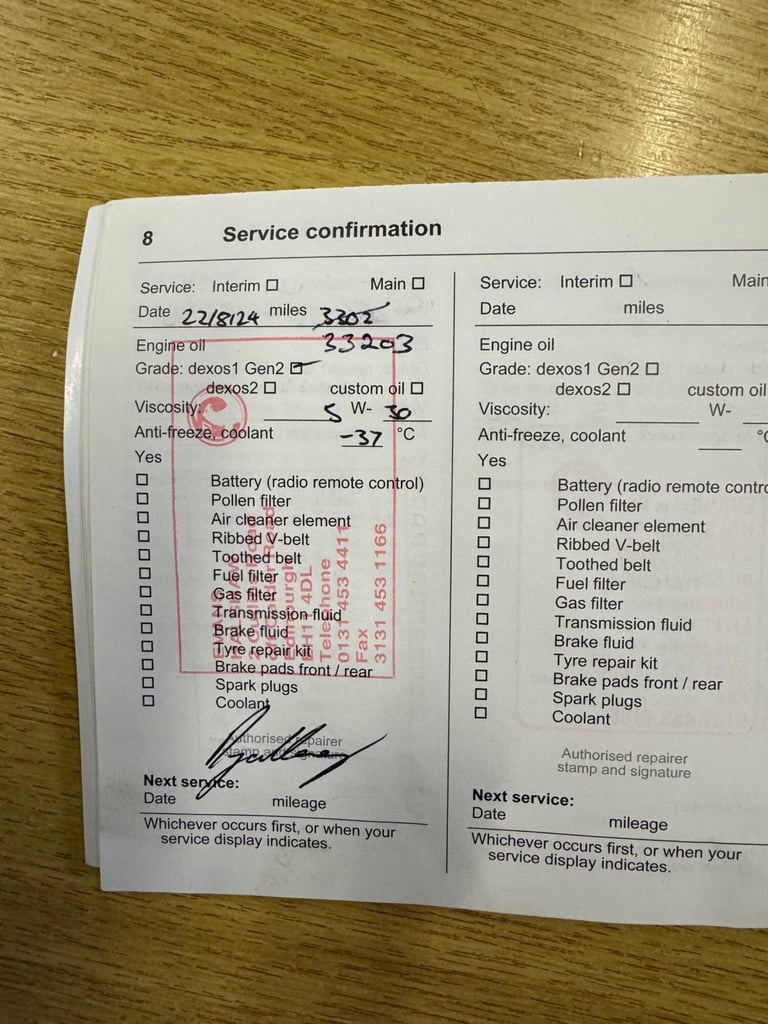 8 Service confirmation
Service: Interim ☐ Main ☐
Date 22/8/24 miles 3302
33203
Engine oil
Grade: dexos1 Gen2 ☑
dexos2 ☐ custom oil ☐
Viscosity: 5 W- 30
Anti-freeze, coolant -37 °C
Yes
☐ Battery (radio remote control)
☐ Pollen filter
☐ Air cleaner element
☐ Ribbed V-belt
☐ Toothed belt
☐ Fuel filter
☐ Gas filter
☐ Transmission fluid
☐ Brake fluid
☐ Tyre repair kit
☐ Brake pads front / rear
☐ Spark plugs
☐ Coolant
Edinburgh
EH11 4DL
Telephone
0131 453 4411
Fax
3131 453 1166
Authorised repairer
stamp and signature
Next service:
Date mileage
Whichever occurs first, or when your
service display indicates.
Service: Interim ☐ Main
Date miles
Engine oil
Grade: dexos1 Gen2 ☐
dexos2 ☐ custom oil
Viscosity: W-
Anti-freeze, coolant °C
Yes
☐ Battery (radio remote contro
☐ Pollen filter
☐ Air cleaner element
☐ Ribbed V-belt
☐ Toothed belt
☐ Fuel filter
☐ Gas filter
☐ Transmission fluid
☐ Brake fluid
☐ Tyre repair kit
☐ Brake pads front / rear
☐ Spark plugs
☐ Coolant
Authorised repairer
stamp and signature
Next service:
Date mileage
Whichever occurs first, or when your
service display indicates.